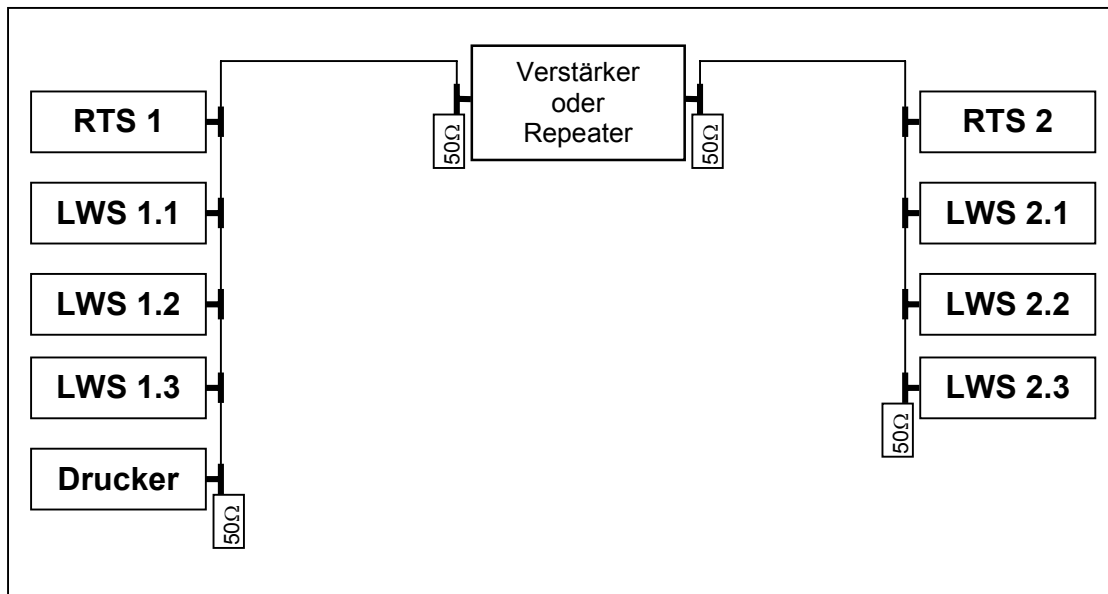 Verstärker
oder
Repeater
50Ω
50Ω
RTS 1
LWS 1.1
LWS 1.2
LWS 1.3
Drucker
50Ω
RTS 2
LWS 2.1
LWS 2.2
LWS 2.3
50Ω